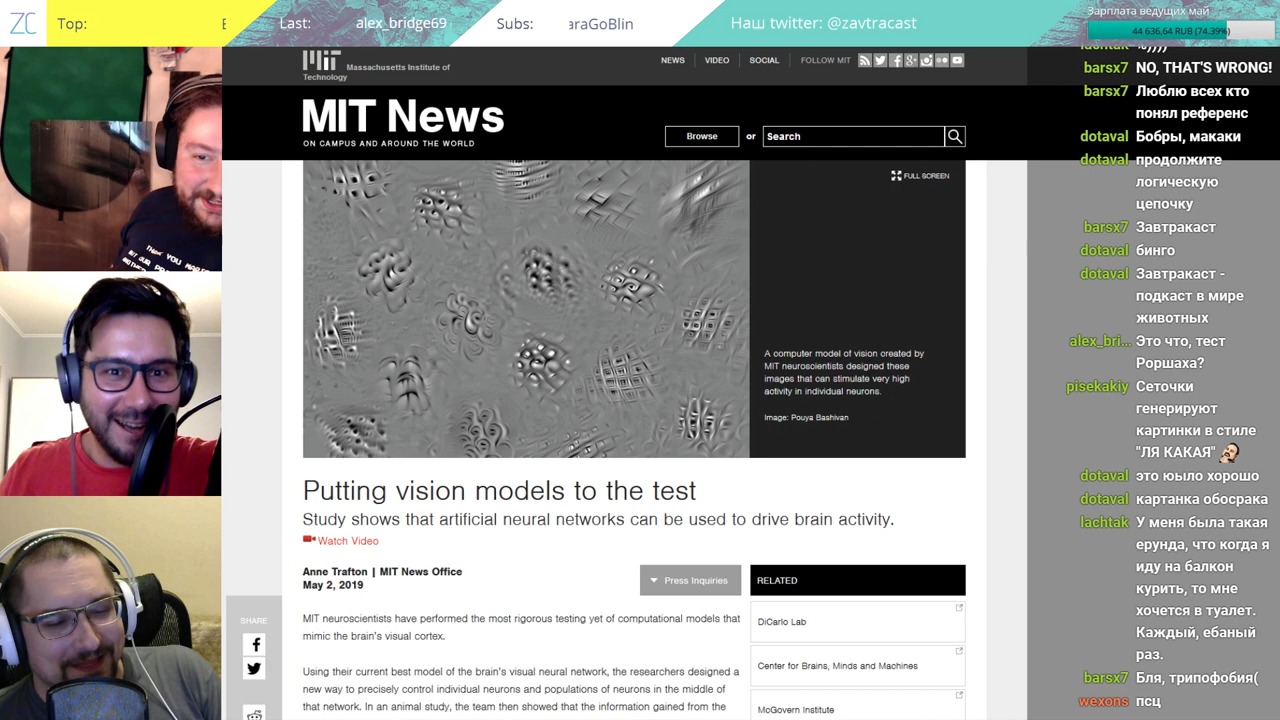 ZC
Top:
Last:
alex_bridge69
Subs:
araGoBlin
Наш twitter: @zavtracast
Зарплата ведущих май
44 636,64 RUB (74.39%)
Massachusetts Institute of
Technology
NEWS
VIDEO
SOCIAL
FOLLOW MIT
MIT News
ON CAMPUS AND AROUND THE WORLD
Browse
or
Search
FULL SCREEN
A computer model of vision created by
MIT neuroscientists designed these
images that can stimulate very high
activity in individual neurons.
Image: Pouya Bashivan
Putting vision models to the test
Study shows that artificial neural networks can be used to drive brain activity.
Watch Video
Anne Trafton | MIT News Office
May 2, 2019
Press Inquiries
RELATED
DiCarlo Lab
Center for Brains, Minds and Machines
McGovern Institute
SHARE
MIT neuroscientists have performed the most rigorous testing yet of computational models that
mimic the brain's visual cortex.
Using their current best model of the brain's visual neural network, the researchers designed a
new way to precisely control individual neurons and populations of neurons in the middle of
that network. In an animal study, the team then showed that the information gained from the
lachtak %))))
barsx7 NO, THAT'S WRONG!
barsx7 Люблю всех кто
понял референс
dotaval Бобры, макаки
dotaval продолжите
логическую
цепочку
barsx7 Завтракаст
dotaval бинго
dotaval Завтракаст -
подкаст в мире
животных
alex_bri... Это что, тест
Роршаха?
pisekakiy Сеточки
генерируют
картинки в стиле
"ЛЯ КАКАЯ"
dotaval это юыло хорошо
dotaval картанка обосрака
lachtak У меня была такая
ерунда, что когда я
иду на балкон
курить, то мне
хочется в туалет.
Каждый, ебаный
раз.
barsx7 Бля, трипофобия(
wexons псц